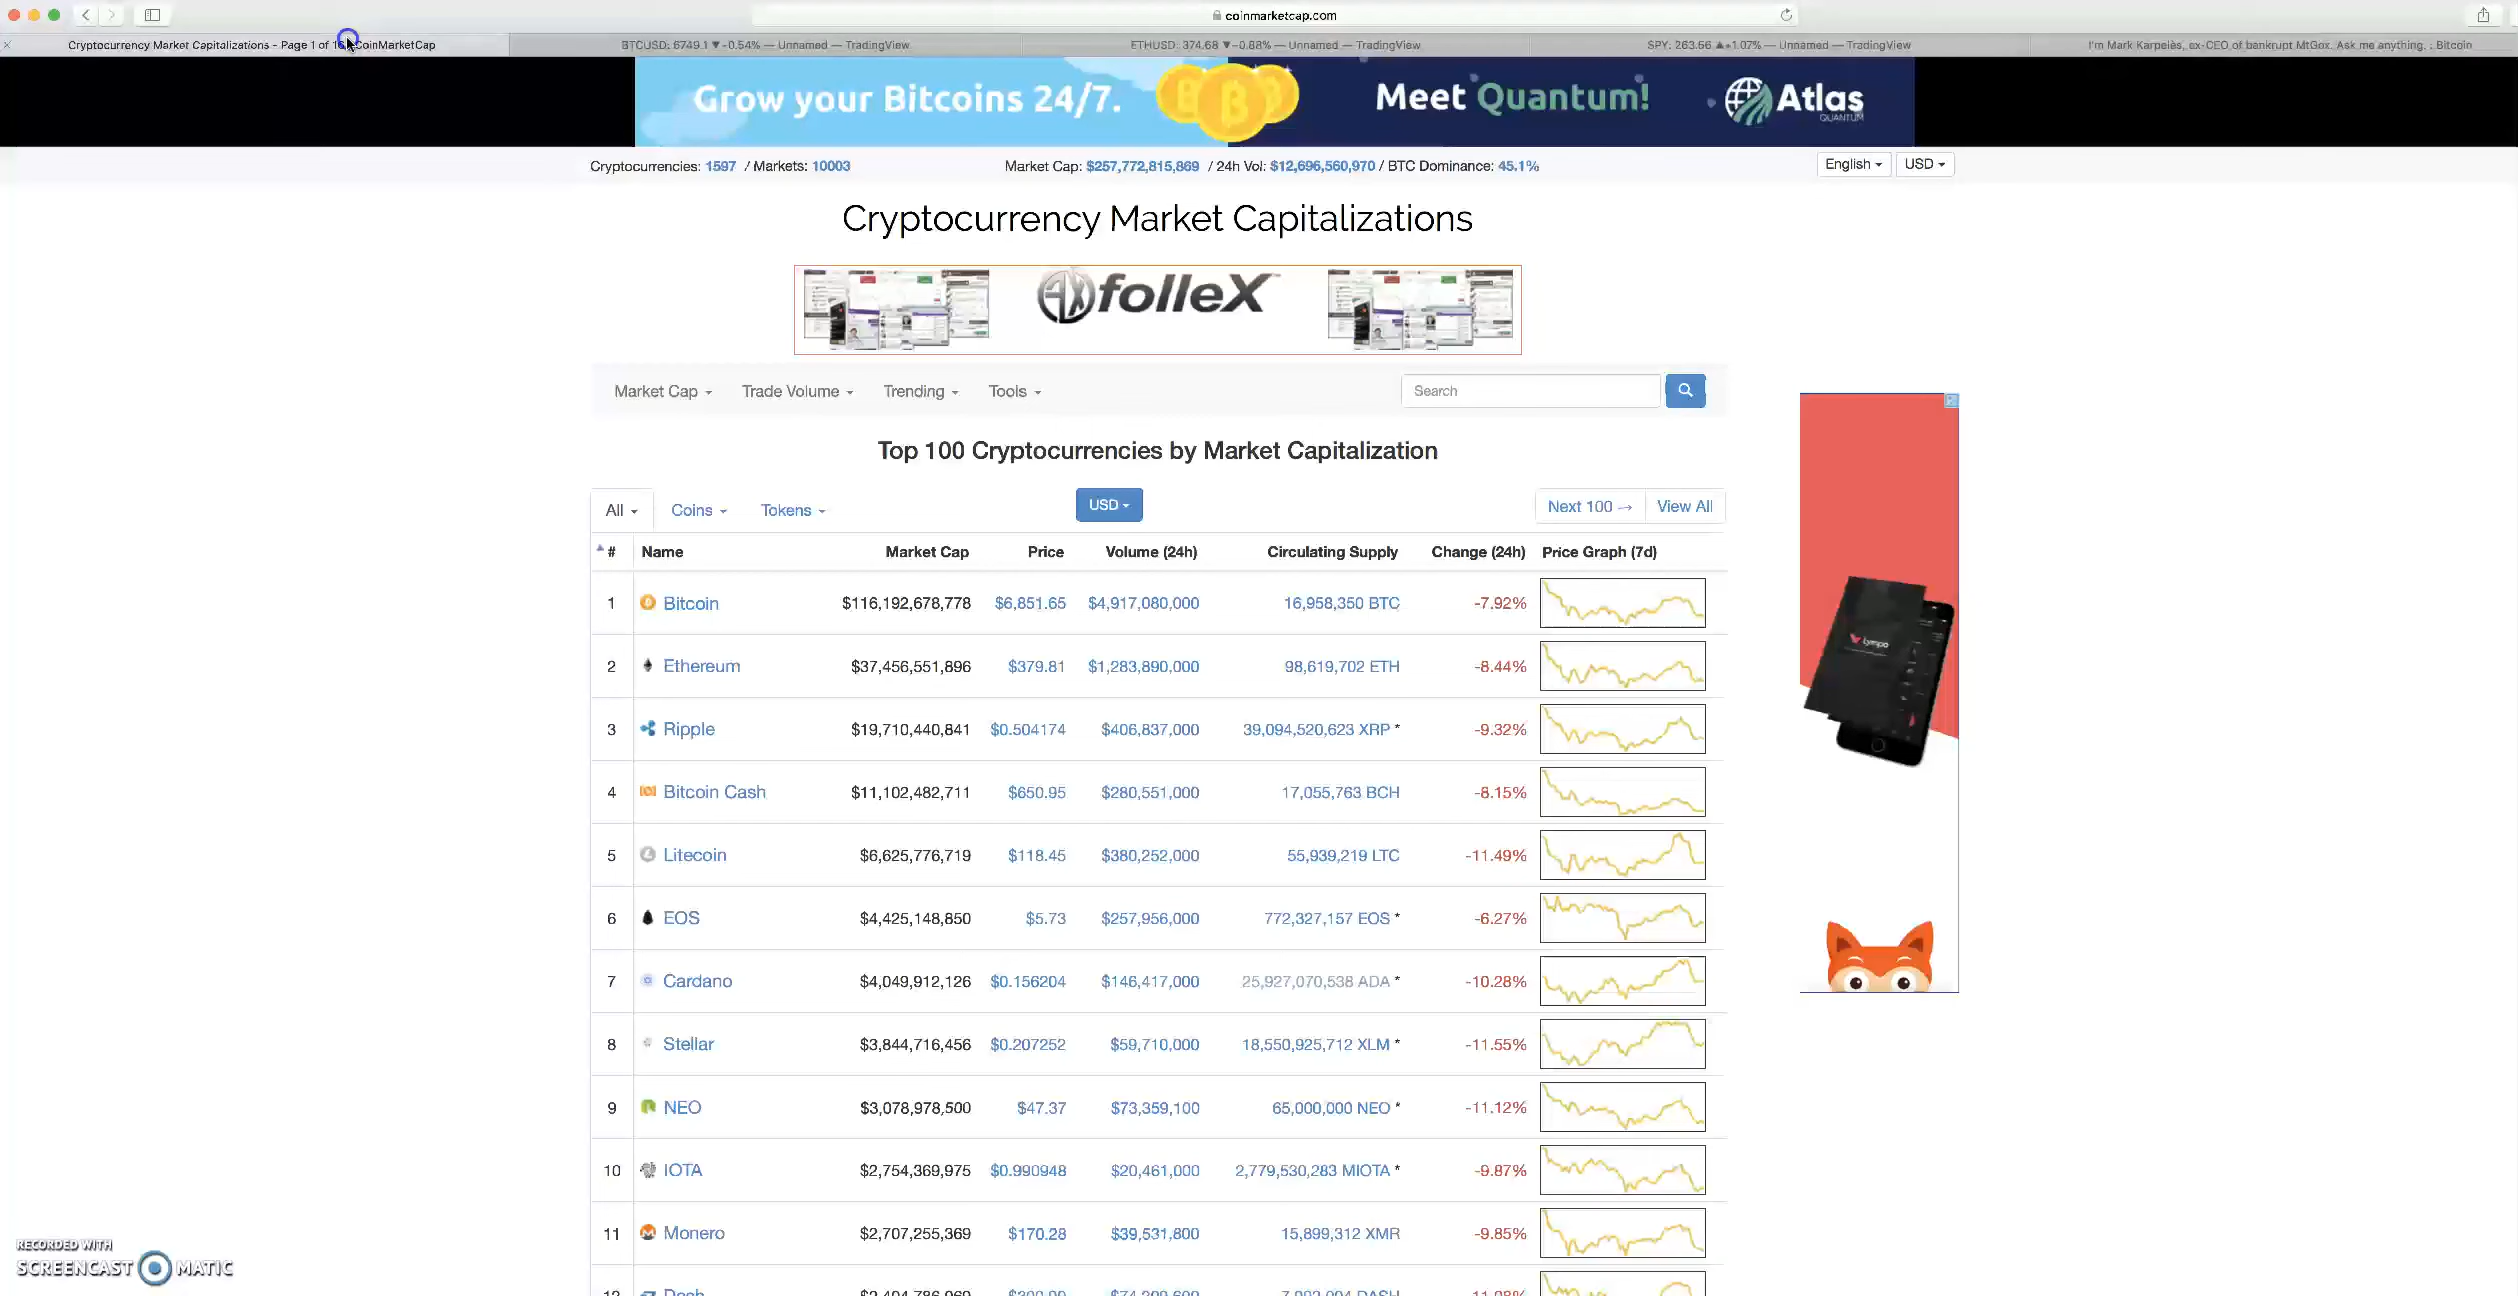 coinmarketcap.com
Cryptocurrency Market Capitalizations - Page 1 of CoinMarketCap
BTCUSD: 6749.1 ▼−0.54% — Unnamed — TradingView
ETHUSD: 374.68 ▼−0.88% — Unnamed — TradingView
SPY: 263.56 ▲+1.07% — Unnamed — TradingView
I'm Mark Karpelès, ex-CEO of bankrupt MtGox. Ask me anything. : Bitcoin
Grow your Bitcoins 24/7.
Meet Quantum!
Atlas
QUANTUM
Cryptocurrencies: 1597 / Markets: 10003
Market Cap: $257,772,815,869 / 24h Vol: $12,696,560,970 / BTC Dominance: 45.1%
English USD
Cryptocurrency Market Capitalizations
folleX
Market Cap Trade Volume Trending Tools Search
Top 100 Cryptocurrencies by Market Capitalization
All Coins Tokens USD Next 100 → View All
# Name Market Cap Price Volume (24h) Circulating Supply Change (24h) Price Graph (7d)
1 Bitcoin $116,192,678,778 $6,851.65 $4,917,080,000 16,958,350 BTC -7.92%
2 Ethereum $37,456,551,896 $379.81 $1,283,890,000 98,619,702 ETH -8.44%
3 Ripple $19,710,440,841 $0.504174 $406,837,000 39,094,520,623 XRP * -9.32%
4 Bitcoin Cash $11,102,482,711 $650.95 $280,551,000 17,055,763 BCH -8.15%
5 Litecoin $6,625,776,719 $118.45 $380,252,000 55,939,219 LTC -11.49%
6 EOS $4,425,148,850 $5.73 $257,956,000 772,327,157 EOS * -6.27%
7 Cardano $4,049,912,126 $0.156204 $146,417,000 25,927,070,538 ADA * -10.28%
8 Stellar $3,844,716,456 $0.207252 $59,710,000 18,550,925,712 XLM * -11.55%
9 NEO $3,078,978,500 $47.37 $73,359,100 65,000,000 NEO * -11.12%
10 IOTA $2,754,369,975 $0.990948 $20,461,000 2,779,530,283 MIOTA * -9.87%
11 Monero $2,707,255,369 $170.28 $39,531,800 15,899,312 XMR -9.85%
Lympo
RECORDED WITH
SCREENCAST MATIC